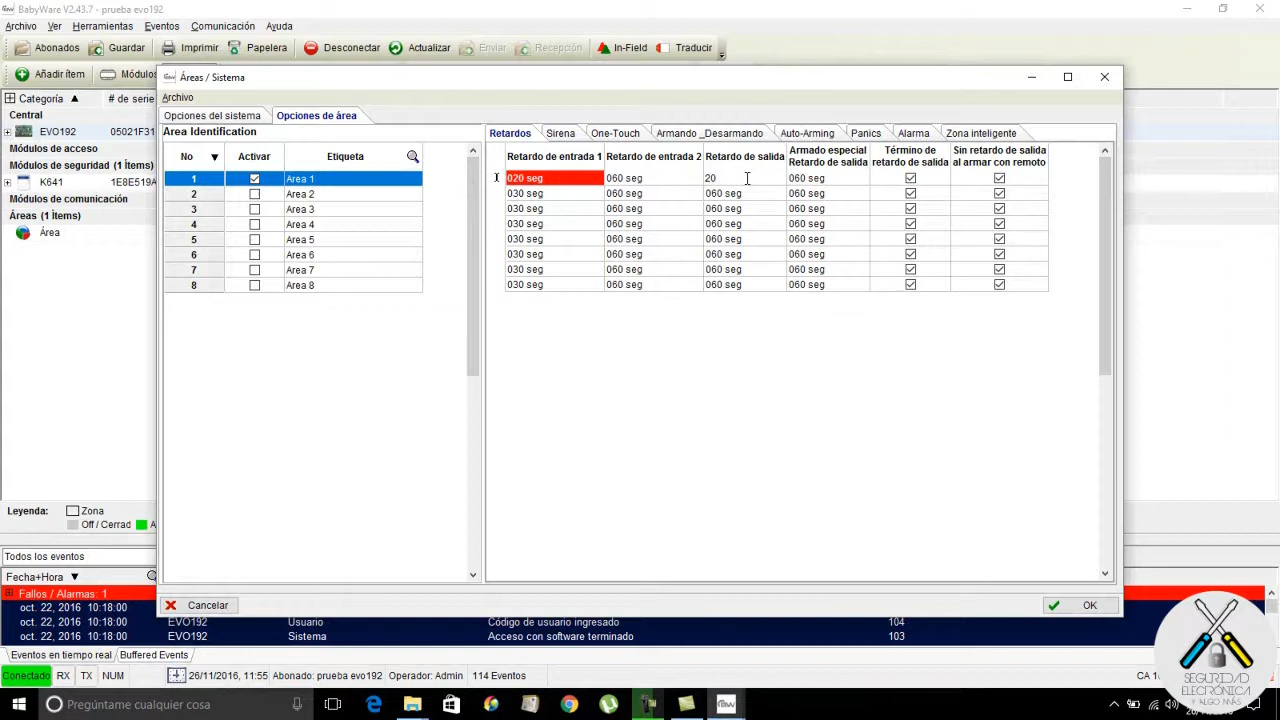 BabyWare V2.43.7 - prueba evo192
Archivo Ver Herramientas Eventos Comunicación Ayuda
Abonados Guardar Imprimir Papelera Desconectar Actualizar Enviar Recepción In-Field Traducir
Añadir ítem
Áreas / Sistema
Archivo
Categoría # de serie
Central
EVO192 05021F31
Módulos de acceso
Módulos de seguridad (1 Ítems)
K641 1E8E519A
Módulos de comunicación
Áreas (1 Ítems)
Área
Leyenda: Zona
Off / Cerrad
Opciones del sistema Opciones de área
Area Identification
No Activar Etiqueta
1 Area 1
2 Area 2
3 Area 3
4 Area 4
5 Area 5
6 Area 6
7 Area 7
8 Area 8
Retardos Sirena One-Touch Armando _Desarmando Auto-Arming Panics Alarma Zona inteligente
Retardo de entrada 1 Retardo de entrada 2 Retardo de salida Armado especial Retardo de salida Término de retardo de salida Sin retardo de salida al armar con remoto
020 seg 060 seg 20 060 seg
030 seg 060 seg 060 seg 060 seg
030 seg 060 seg 060 seg 060 seg
030 seg 060 seg 060 seg 060 seg
030 seg 060 seg 060 seg 060 seg
030 seg 060 seg 060 seg 060 seg
030 seg 060 seg 060 seg 060 seg
030 seg 060 seg 060 seg 060 seg
Cancelar OK
Todos los eventos
Fecha+Hora
Fallos / Alarmas: 1
oct. 22, 2016 10:18:00
oct. 22, 2016 10:18:00 EVO192 Usuario Código de usuario ingresado 104
oct. 22, 2016 10:18:00 EVO192 Sistema Acceso con software terminado 103
Eventos en tiempo real Buffered Events
Conectado RX TX NUM 26/11/2016, 11:55 Abonado: prueba evo192 Operador: Admin 114 Eventos
Pregúntame cualquier cosa
SEGURIDAD
ELECRÓNICA
Y ALGO MÁS